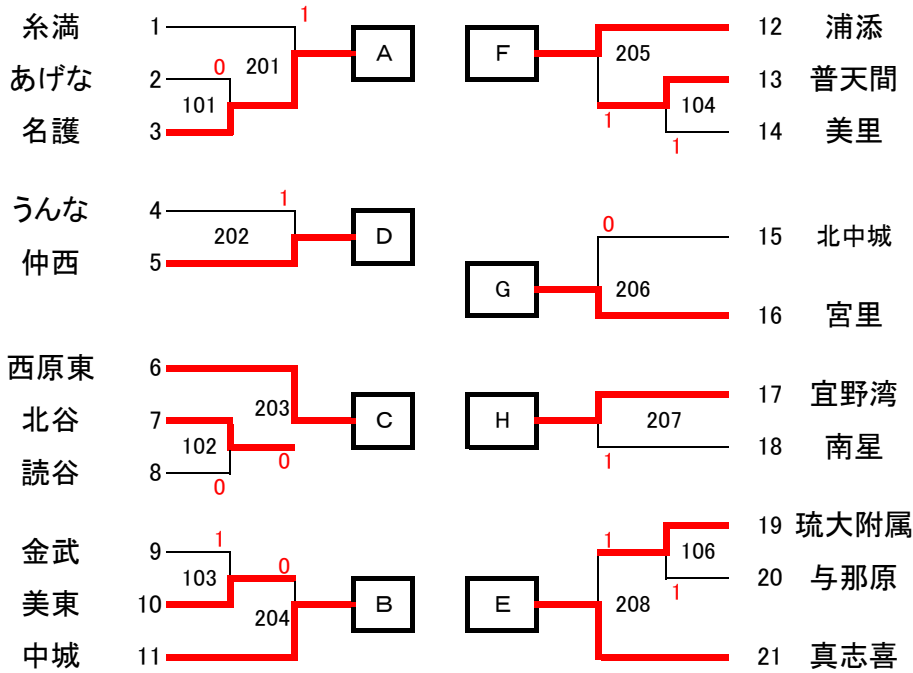 糸満 1 1
あげな 2 0 201 A
101
名護 3
うんな 4 1
202 D
仲西 5
西原東 6
203
北谷 7 C
102 0
読谷 8 0
金武 9 1
103 0
美東 10 204 B
中城 11
12 浦添
F 205
13 普天間
104
1
14 美里
1
0
15 北中城
G 206
16 宮里
17 宜野湾
H 207
18 南星
1
19 琉大附属
1 106
20 与那原
1
E 208
21 真志喜